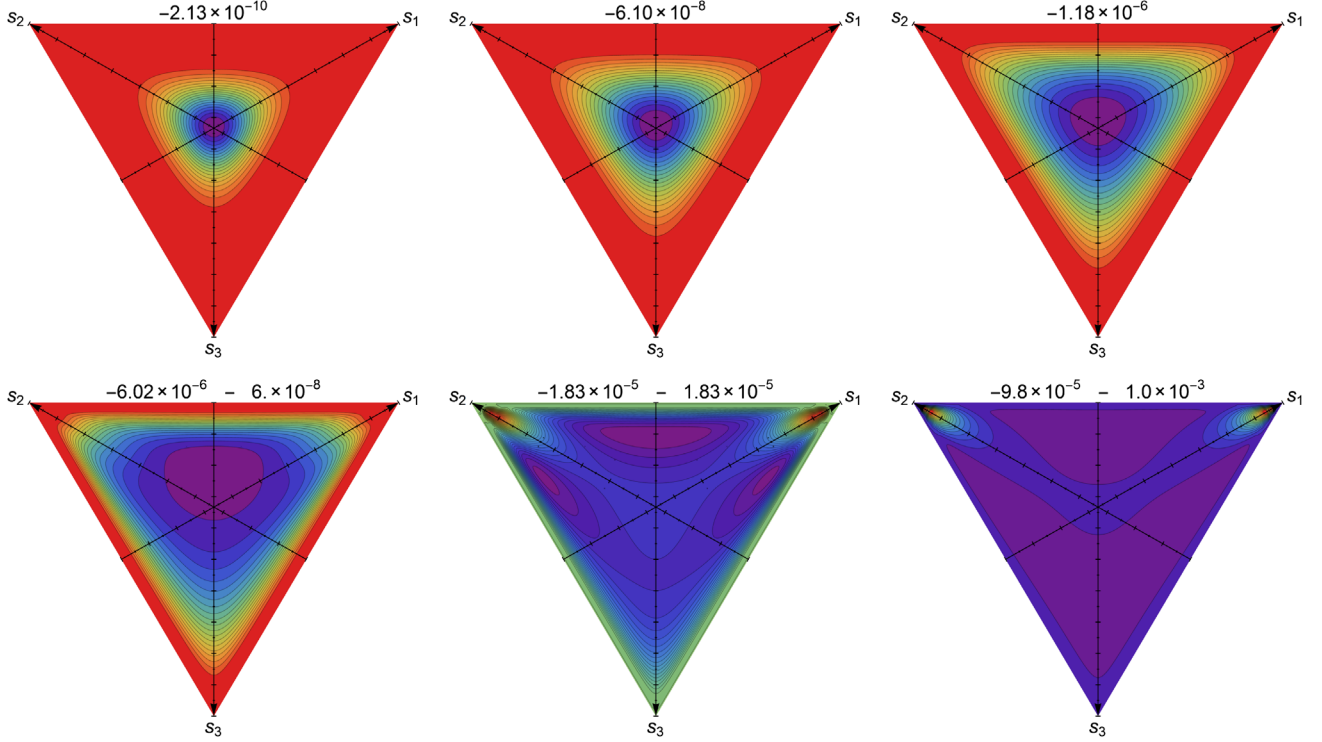 −2.13×10⁻¹⁰
s₂ s₁
s₃
−6.10×10⁻⁸
s₂ s₁
s₃
−1.18×10⁻⁶
s₂ s₁
s₃
−6.02×10⁻⁶ − 6.×10⁻⁸
s₂ s₁
s₃
−1.83×10⁻⁵ − 1.83×10⁻⁵
s₂ s₁
s₃
−9.8×10⁻⁵ − 1.0×10⁻³
s₂ s₁
s₃